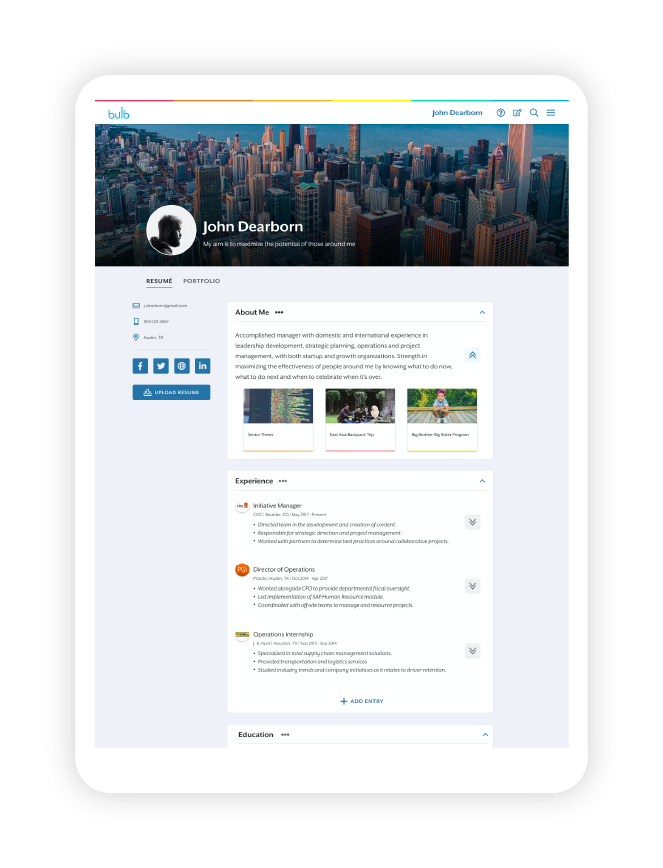 bulb
John Dearborn
John Dearborn
My aim is to maximize the potential of those around me
RESUMÉ PORTFOLIO
Austin, TX
UPLOAD RESUME
About Me •••
Accomplished manager with domestic and international experience in
leadership development, strategic planning, operations and project
management, with both startup and growth organizations. Strength in
maximizing the effectiveness of people around me by knowing what to do now,
what to do next and when to celebrate when it's over.
Senior Thesis
East Asia Backpack Trip
Big Brother Big Sister Program
Experience •••
Initiative Manager
| Boulder, CO | May 2017 - Present
• Directed team in the development and creation of content.
• Responsible for strategic direction and project management.
• Worked with partners to determine best practices around collaborative projects.
PGi
Director of Operations
| Austin, TX | Oct 2014 - Apr 2017
• Worked alongside CFO to provide departmental fiscal oversight.
• Led implementation of SAP Human Resource module.
• Coordinated with off-site teams to manage and resource projects.
Operations Internship
J. B. Hunt | Houston, TX | Sep 2013 - Sep 2014
• Specialized in total supply chain management solutions.
• Provided transportation and logistics services
• Studied industry trends and company initiatives as it relates to driver retention.
+ ADD ENTRY
Education •••